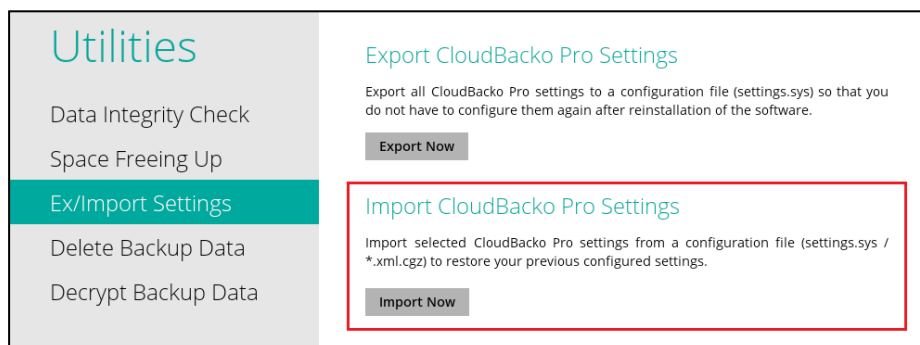 Utilities
Data Integrity Check
Space Freeing Up
Ex/Import Settings
Delete Backup Data
Decrypt Backup Data
Export CloudBacko Pro Settings
Export all CloudBacko Pro settings to a configuration file (settings.sys) so that you
do not have to configure them again after reinstallation of the software.
Export Now
Import CloudBacko Pro Settings
Import selected CloudBacko Pro settings from a configuration file (settings.sys /
*.xml.cgz) to restore your previous configured settings.
Import Now